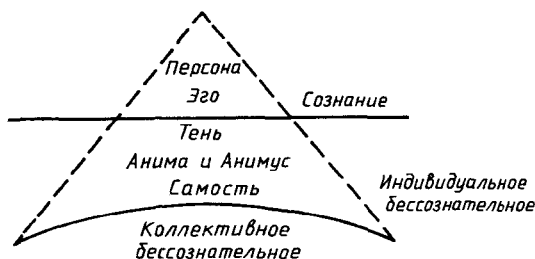 Персона
Эго
Сознание
Тень
Анима и Анимус
Самость
Индивидуальное
бессознательное
Коллективное
бессознательное